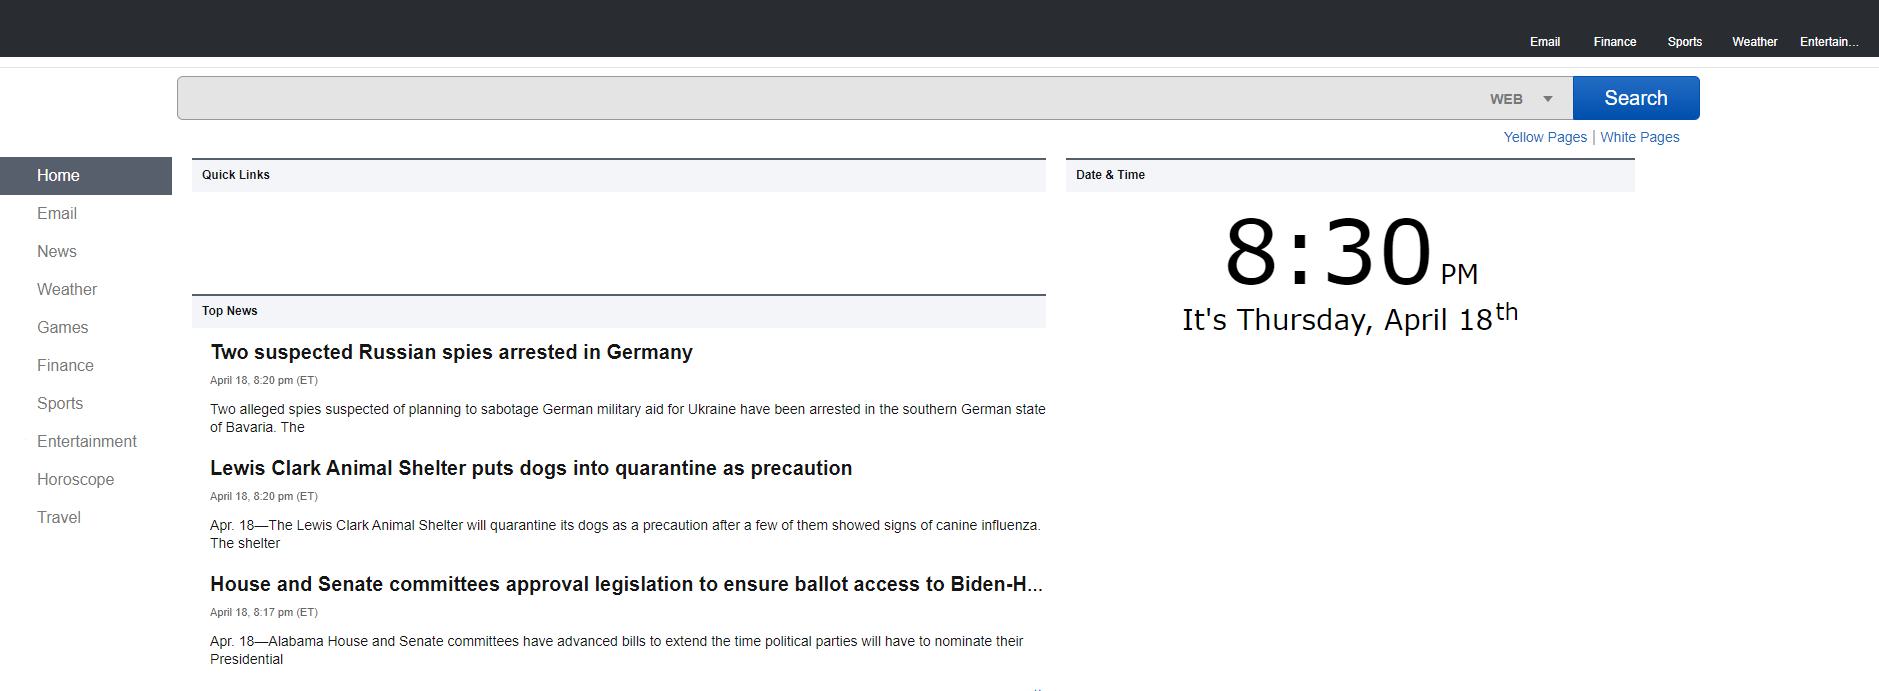 Email Finance Sports Weather Entertain...
WEB Search
Yellow Pages | White Pages
Home
Email
News
Weather
Games
Finance
Sports
Entertainment
Horoscope
Travel
Quick Links
Top News
Two suspected Russian spies arrested in Germany
April 18, 8:20 pm (ET)
Two alleged spies suspected of planning to sabotage German military aid for Ukraine have been arrested in the southern German state
of Bavaria. The
Lewis Clark Animal Shelter puts dogs into quarantine as precaution
April 18, 8:20 pm (ET)
Apr. 18—The Lewis Clark Animal Shelter will quarantine its dogs as a precaution after a few of them showed signs of canine influenza.
The shelter
House and Senate committees approval legislation to ensure ballot access to Biden-H...
April 18, 8:17 pm (ET)
Apr. 18—Alabama House and Senate committees have advanced bills to extend the time political parties will have to nominate their
Presidential
Date & Time
8:30 PM
It's Thursday, April 18th